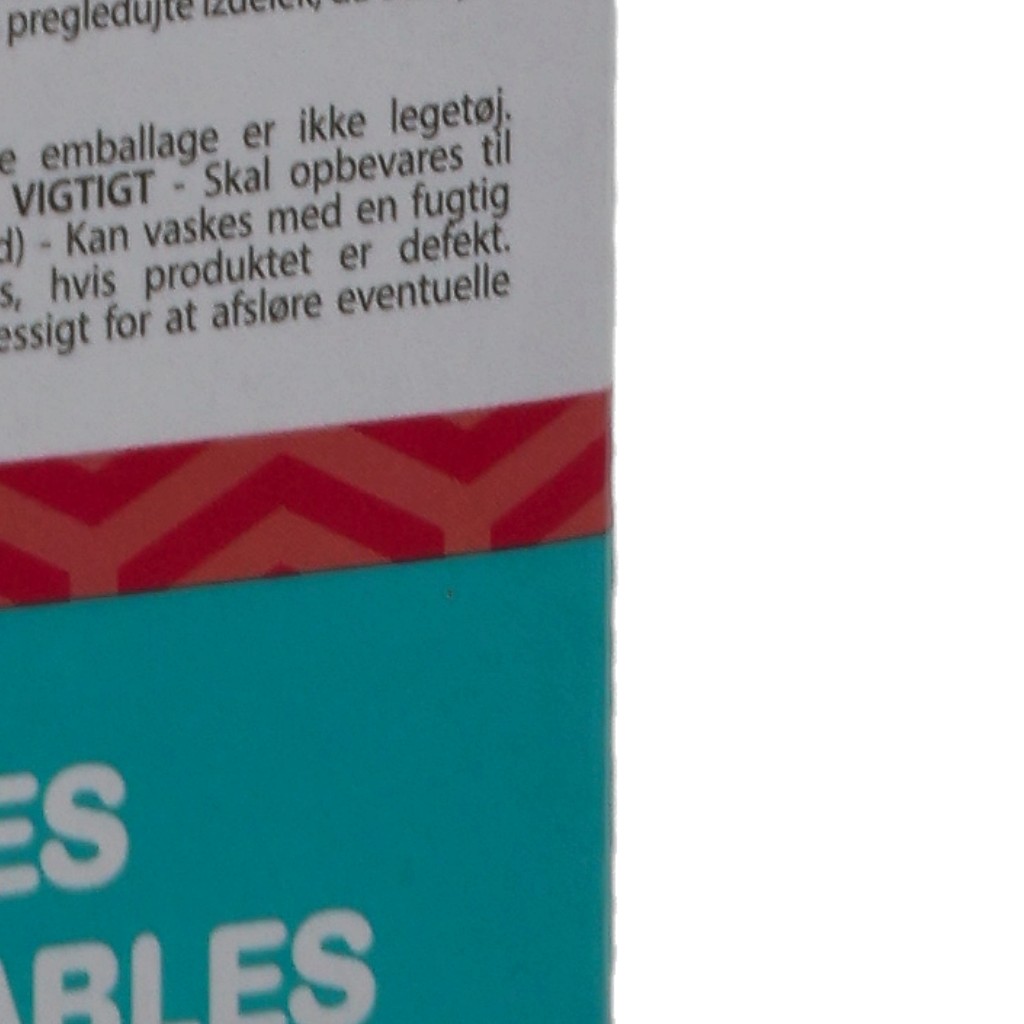 pregledujte izdelek,
emballage er ikke legetøj.
VIGTIGT - Skal opbevares til
d) - Kan vaskes med en fugtig
s, hvis produktet er defekt.
essigt for at afsløre eventuelle
ES
ABLES